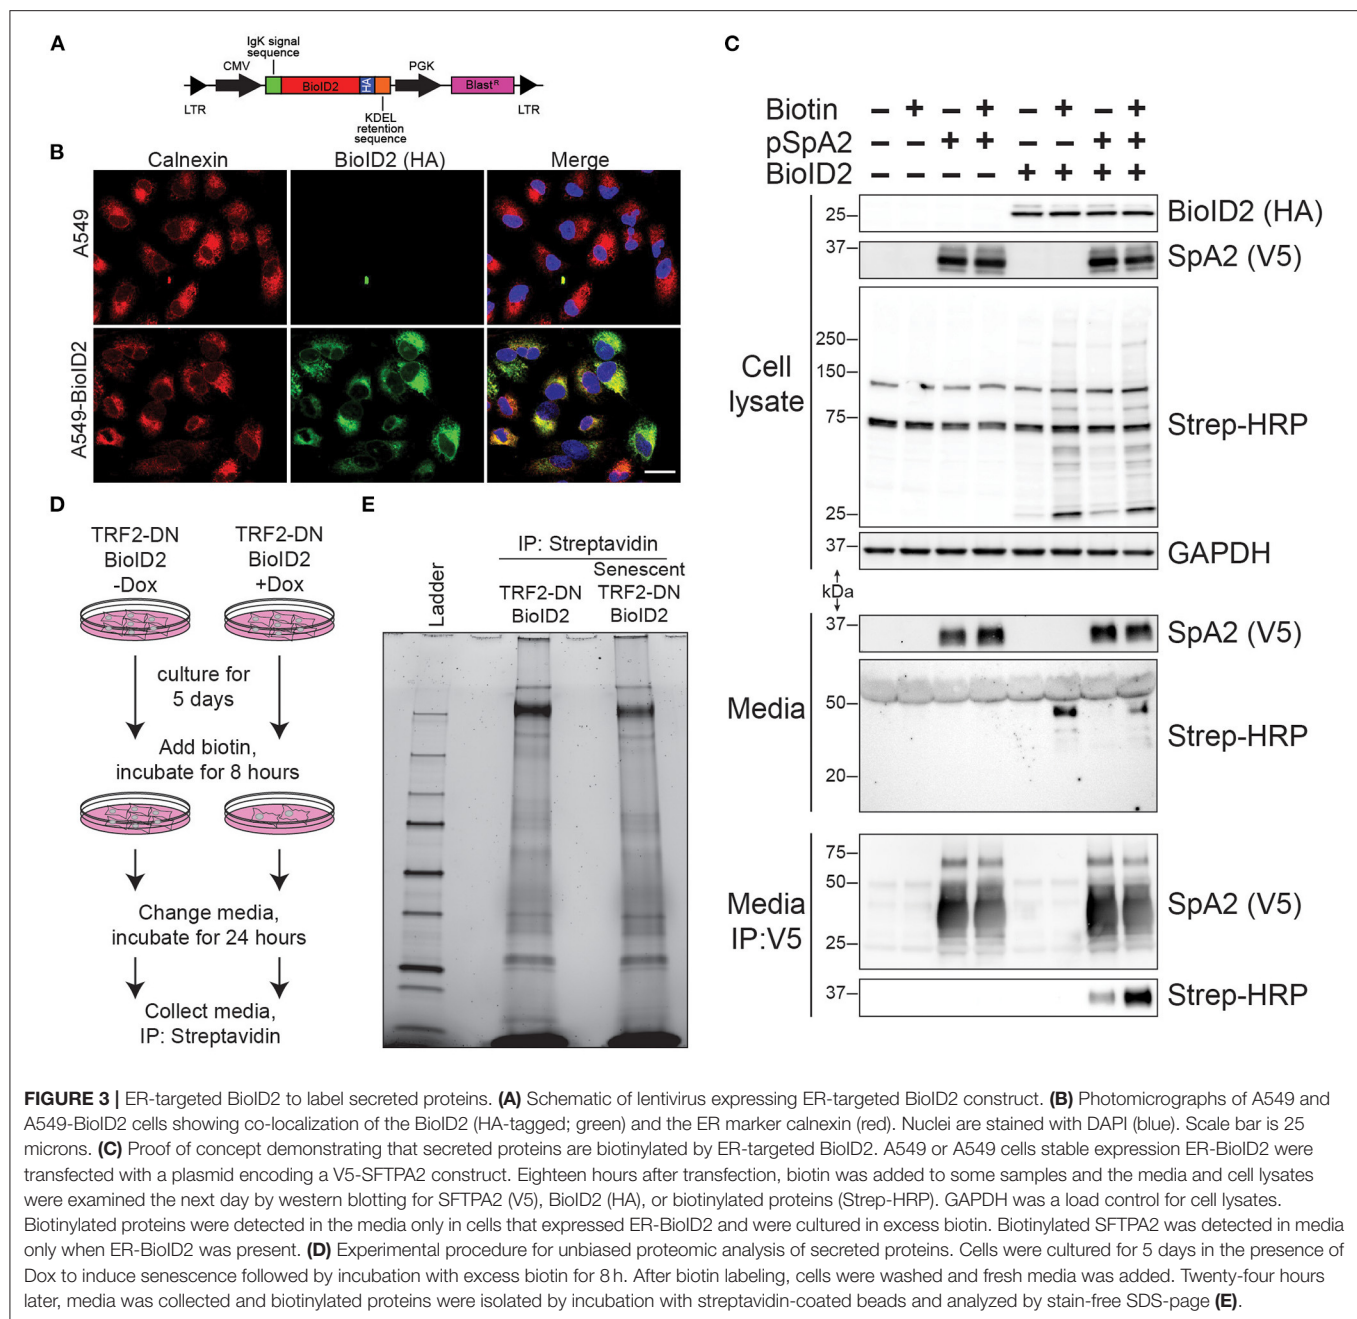 A
IgK signal
sequence
CMV
PGK
BioID2
HA
Blast^R
LTR
LTR
KDEL
retention
sequence
B
Calnexin
BioID2 (HA)
Merge
A549
A549-BioID2
C
Biotin − + − + − + − +
pSpA2 − − + + − − + +
BioID2 − − − − + + + +
25–
BioID2 (HA)
37–
SpA2 (V5)
250–
150–
75–
25–
Cell
lysate
Strep-HRP
37–
GAPDH
kDa
37–
SpA2 (V5)
50–
20–
Media
Strep-HRP
75–
50–
25–
Media
IP:V5
SpA2 (V5)
37–
Strep-HRP
D
TRF2-DN
BioID2
-Dox
TRF2-DN
BioID2
+Dox
culture for
5 days
Add biotin,
incubate for 8 hours
Change media,
incubate for 24 hours
Collect media,
IP: Streptavidin
E
IP: Streptavidin
Ladder
TRF2-DN
BioID2
Senescent
TRF2-DN
BioID2
FIGURE 3 | ER-targeted BioID2 to label secreted proteins. (A) Schematic of lentivirus expressing ER-targeted BioID2 construct. (B) Photomicrographs of A549 and
A549-BioID2 cells showing co-localization of the BioID2 (HA-tagged; green) and the ER marker calnexin (red). Nuclei are stained with DAPI (blue). Scale bar is 25
microns. (C) Proof of concept demonstrating that secreted proteins are biotinylated by ER-targeted BioID2. A549 or A549 cells stable expression ER-BioID2 were
transfected with a plasmid encoding a V5-SFTPA2 construct. Eighteen hours after transfection, biotin was added to some samples and the media and cell lysates
were examined the next day by western blotting for SFTPA2 (V5), BioID2 (HA), or biotinylated proteins (Strep-HRP). GAPDH was a load control for cell lysates.
Biotinylated proteins were detected in the media only in cells that expressed ER-BioID2 and were cultured in excess biotin. Biotinylated SFTPA2 was detected in media
only when ER-BioID2 was present. (D) Experimental procedure for unbiased proteomic analysis of secreted proteins. Cells were cultured for 5 days in the presence of
Dox to induce senescence followed by incubation with excess biotin for 8 h. After biotin labeling, cells were washed and fresh media was added. Twenty-four hours
later, media was collected and biotinylated proteins were isolated by incubation with streptavidin-coated beads and analyzed by stain-free SDS-page (E).